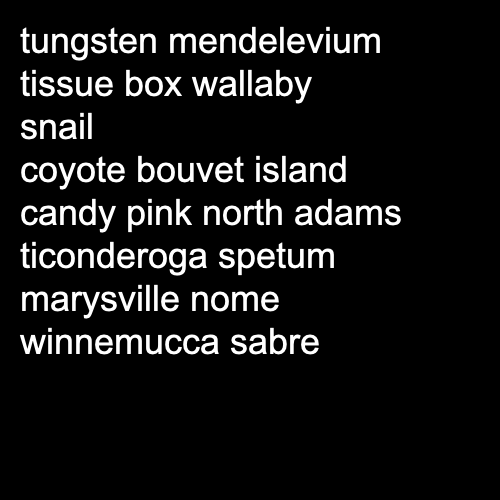 tungsten mendelevium
tissue box wallaby
snail
coyote bouvet island
candy pink north adams
ticonderoga spetum
marysville nome
winnemucca sabre